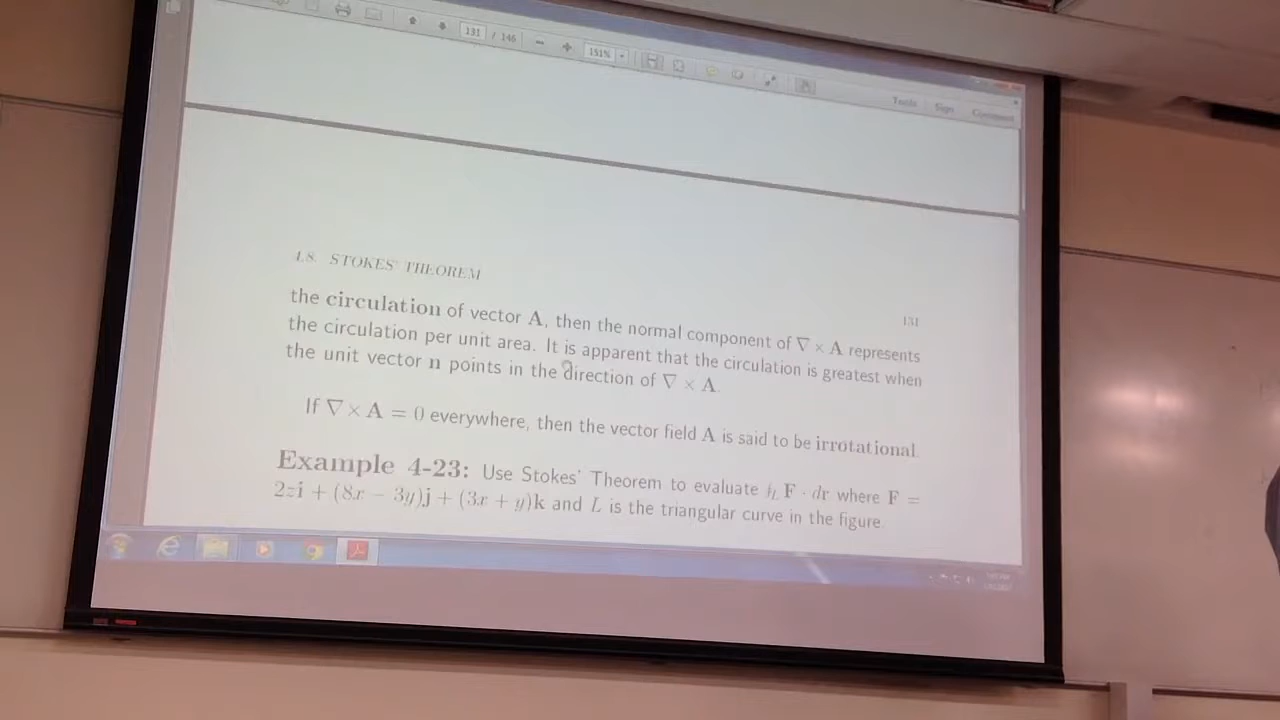 131 / 146
151%
Tools Sign Comment
4.8. STOKES' THEOREM
131
the circulation of vector A, then the normal component of ∇ × A represents
the circulation per unit area. It is apparent that the circulation is greatest when
the unit vector n points in the direction of ∇ × A.
If ∇ × A = 0 everywhere, then the vector field A is said to be irrotational.
Example 4-23: Use Stokes' Theorem to evaluate ∮L F · dr where F =
2zi + (8x − 3y)j + (3x + y)k and L is the triangular curve in the figure.